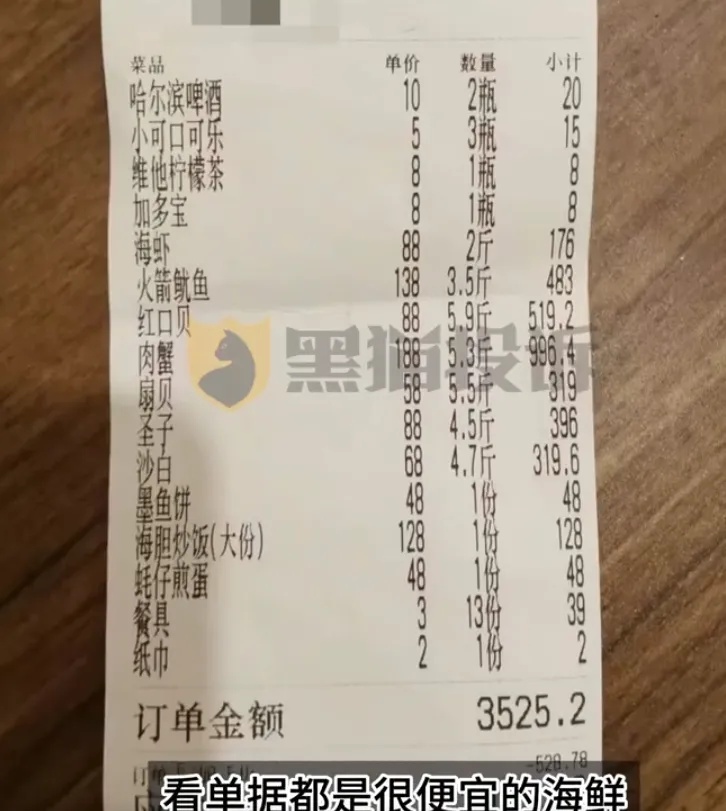 菜品 单价 数量 小计
哈尔滨啤酒 10 2瓶 20
小可口可乐 5 3瓶 15
维他柠檬茶 8 1瓶 8
加多宝 8 1瓶 8
海虾 88 2斤 176
火箭鱿鱼 138 3.5斤 483
红口贝 88 5.9斤 519.2
肉蟹 188 5.3斤 996.4
扇贝 58 5.5斤 319
圣子 88 4.5斤 396
沙白 68 4.7斤 319.6
墨鱼饼 48 1份 48
海胆炒饭(大份) 128 1份 128
蚝仔煎蛋 48 1份 48
餐具 3 13份 39
纸巾 2 1份 2
黑猫投诉
订单金额 3525.2
-528.78
看单据都是很便宜的海鲜